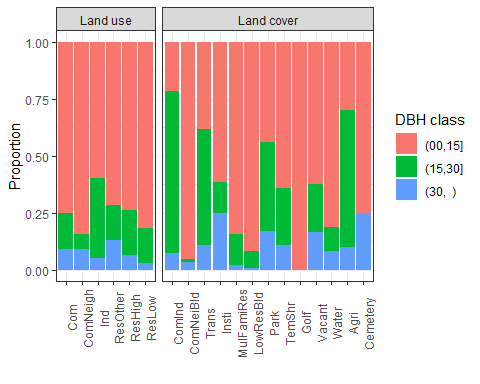 Land use
Land cover
1.00
0.75
0.50
0.25
0.00
Proportion
Com
ComNeigh
Ind
ResOther
ResHigh
ResLow
ComInd
ComNeiBld
Trans
Insti
MulFamiRes
LowResBld
Park
TemShr
Golf
Vacant
Water
Agri
Cemetery
DBH class
(00,15]
(15,30]
(30, )